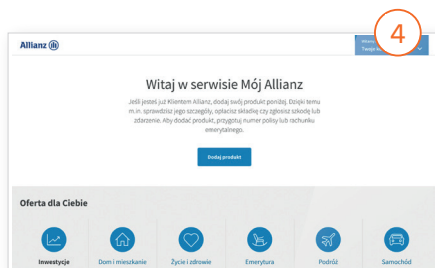 4
Allianz
Witaj w serwisie Mój Allianz
Jeśli jesteś już Klientem Allianz, dodaj swój produkt poniżej. Dzięki temu
m.in. sprawdzisz jego szczegóły, opłacisz składkę czy zgłosisz szkodę lub
zdarzenie. Aby dodać produkt, przygotuj numer polisy lub rachunku
emerytalnego.
Dodaj produkt
Oferta dla Ciebie
Inwestycje Dom i mieszkanie Życie i zdrowie Emerytura Podróż Samochód